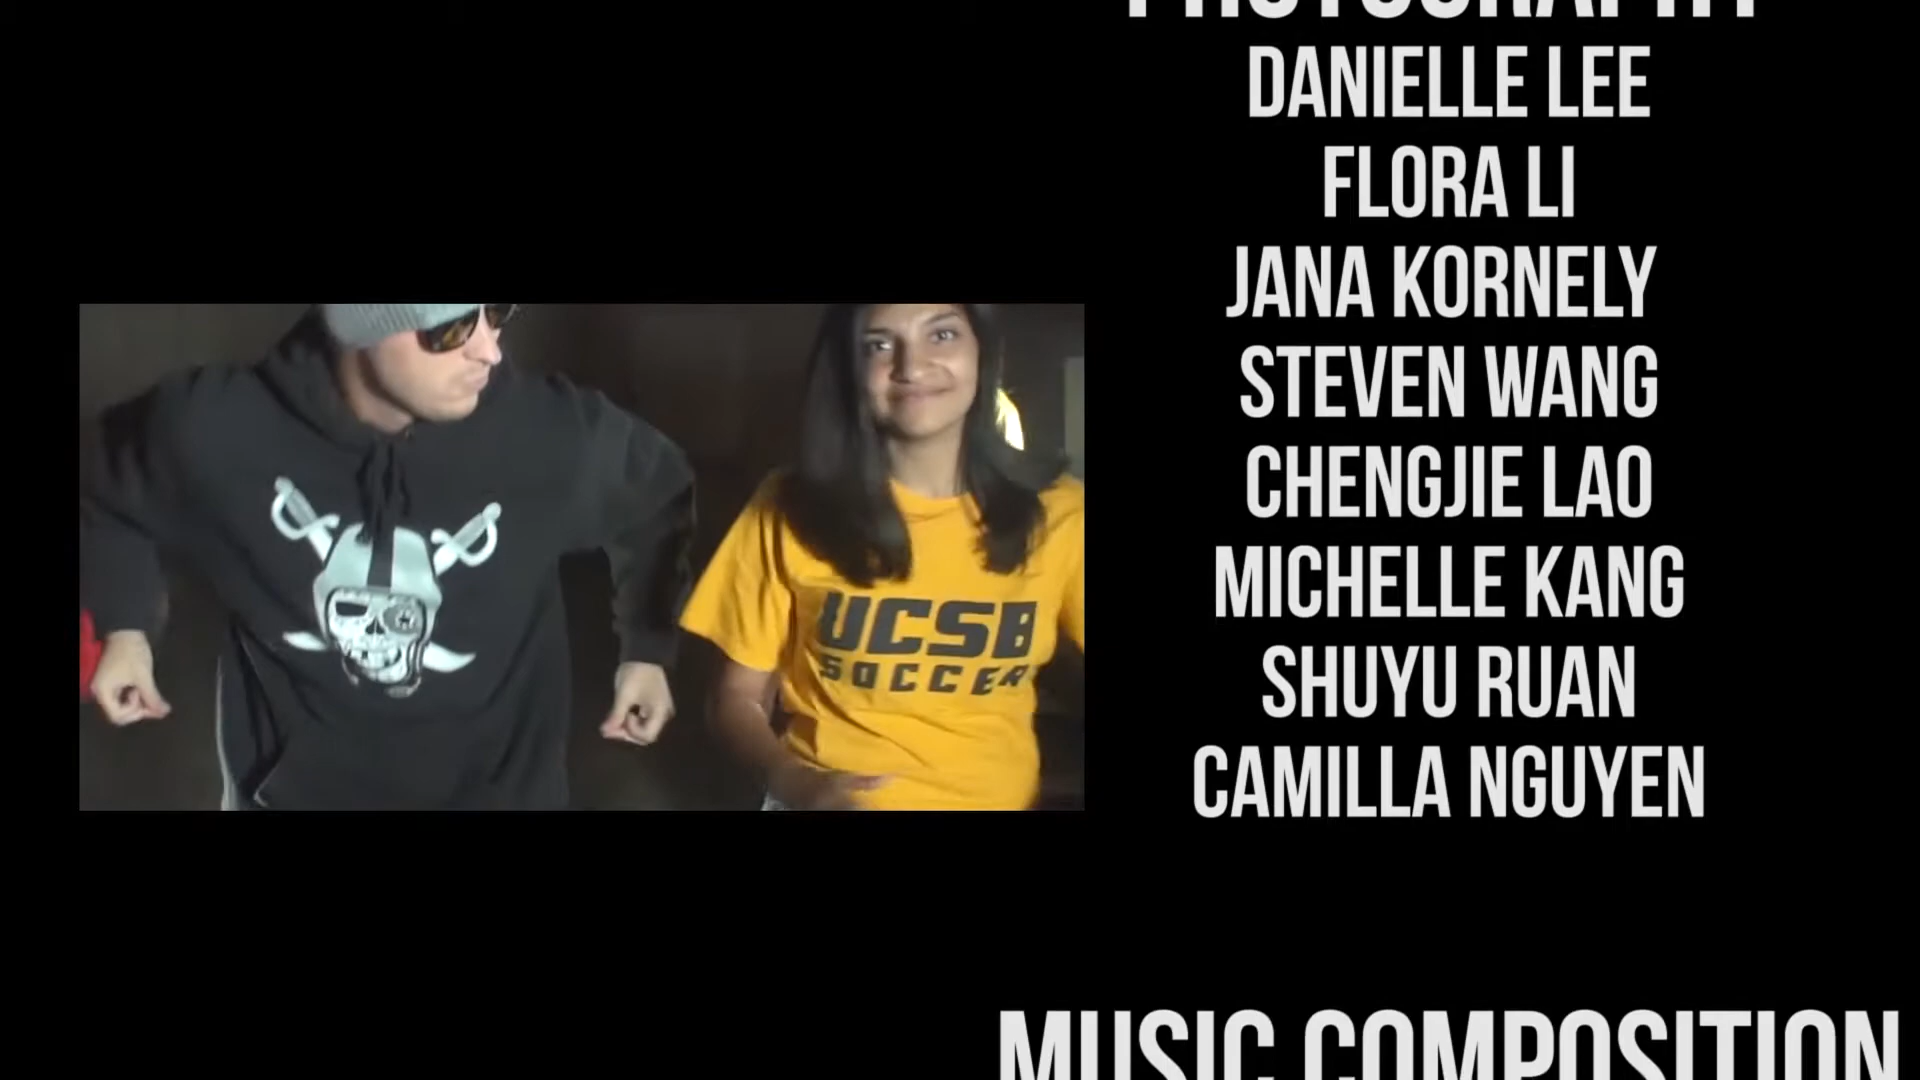 PHOTOGRAPHY
DANIELLE LEE
FLORA LI
JANA KORNELY
STEVEN WANG
CHENGJIE LAO
MICHELLE KANG
SHUYU RUAN
CAMILLA NGUYEN
MUSIC COMPOSITION
UCSB
SOCCER